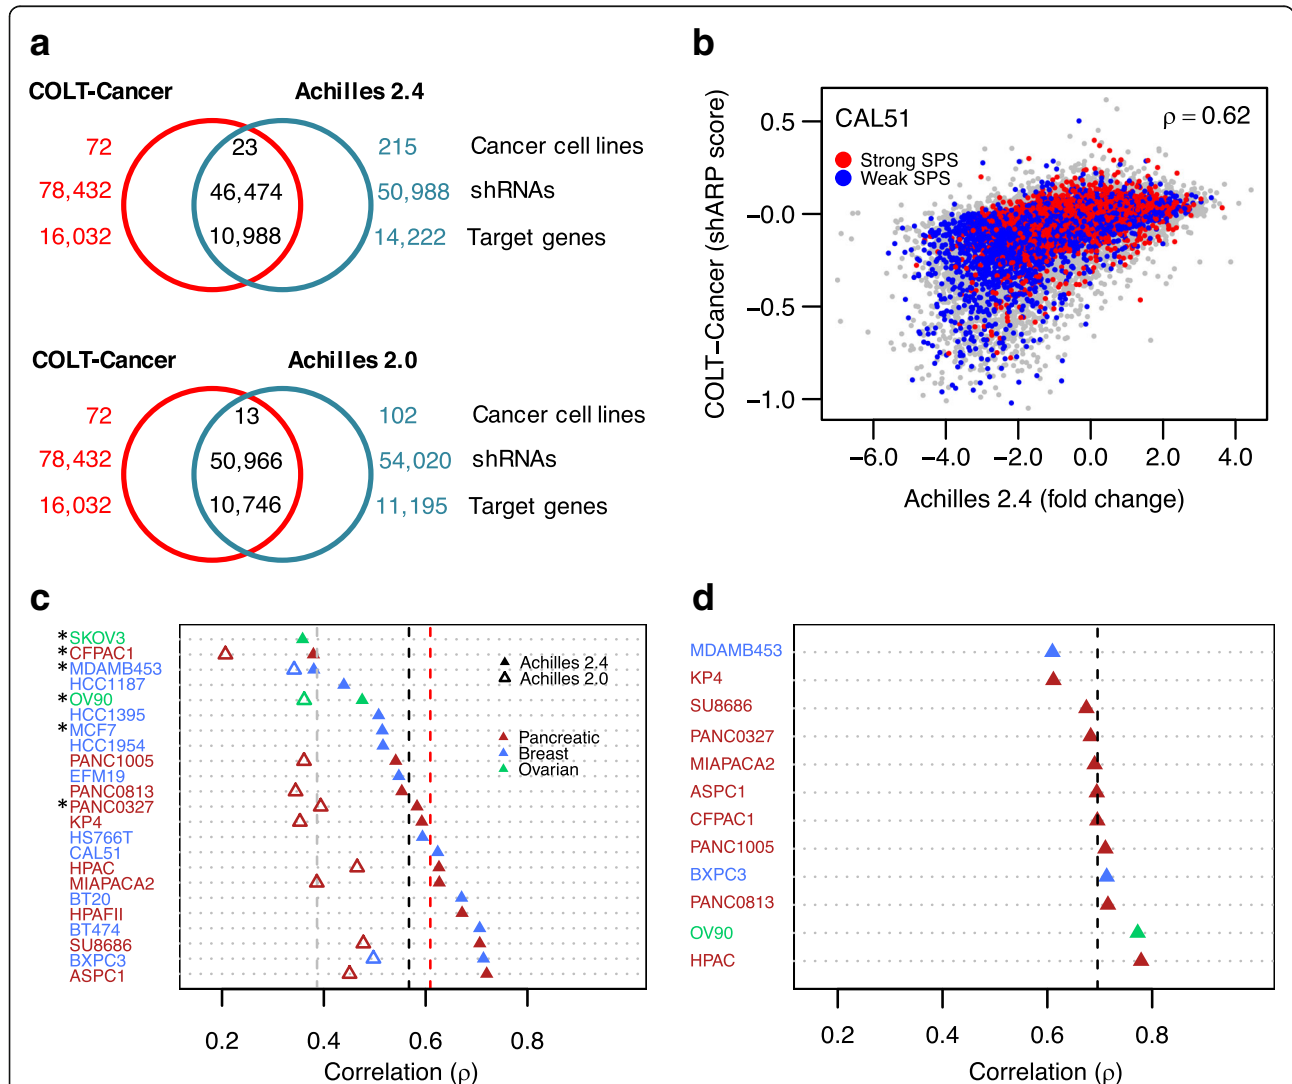 a
COLT-Cancer Achilles 2.4
72 23 215 Cancer cell lines
78,432 46,474 50,988 shRNAs
16,032 10,988 14,222 Target genes
COLT-Cancer Achilles 2.0
72 13 102 Cancer cell lines
78,432 50,966 54,020 shRNAs
16,032 10,746 11,195 Target genes
b
CAL51 ρ = 0.62
Strong SPS
Weak SPS
COLT−Cancer (shARP score)
0.5
−0.0
−0.5
−1.0
−6.0 −4.0 −2.0 0.0 2.0 4.0
Achilles 2.4 (fold change)
c
*SKOV3
*CFPAC1
*MDAMB453
HCC1187
*OV90
HCC1395
*MCF7
HCC1954
PANC1005
EFM19
PANC0813
*PANC0327
KP4
HS766T
CAL51
HPAC
MIAPACA2
BT20
HPAFII
BT474
SU8686
BXPC3
ASPC1
Achilles 2.4
Achilles 2.0
Pancreatic
Breast
Ovarian
0.2 0.4 0.6 0.8
Correlation (ρ)
d
MDAMB453
KP4
SU8686
PANC0327
MIAPACA2
ASPC1
CFPAC1
PANC1005
BXPC3
PANC0813
OV90
HPAC
0.2 0.4 0.6 0.8
Correlation (ρ)